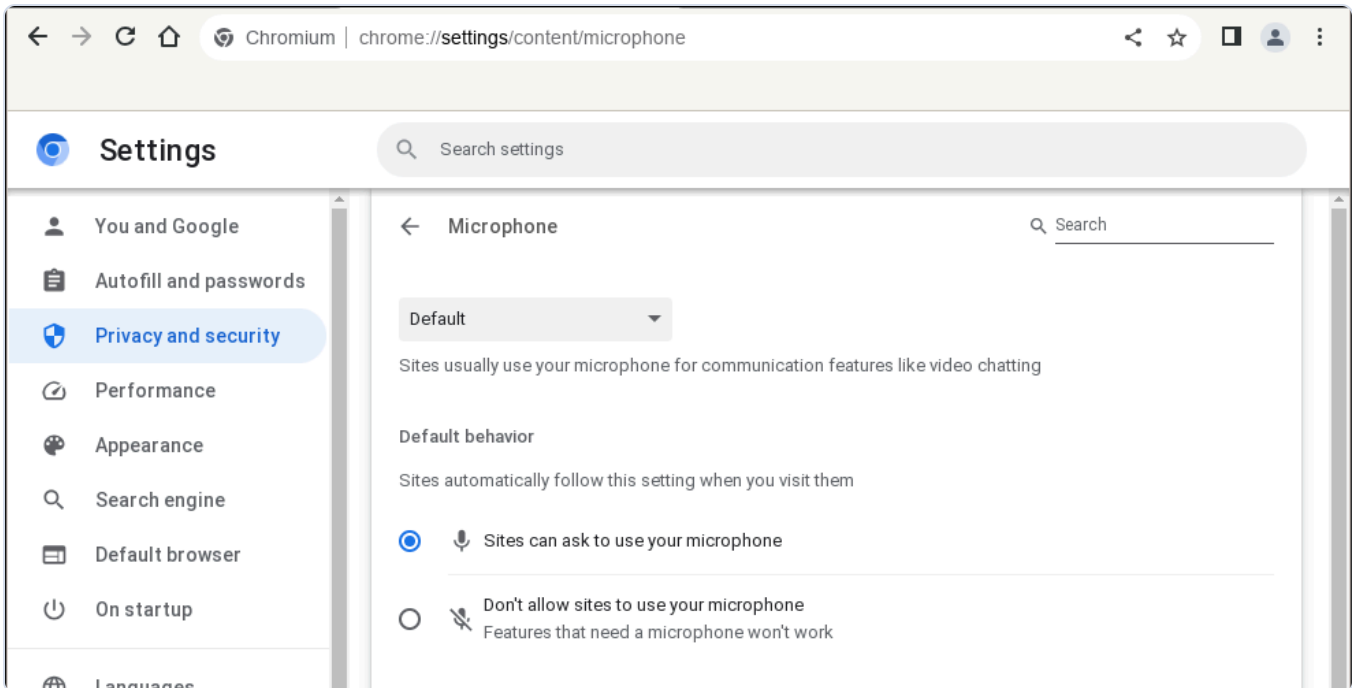 Chromium | chrome://settings/content/microphone
Settings
Search settings
You and Google
Autofill and passwords
Privacy and security
Performance
Appearance
Search engine
Default browser
On startup
Languages
Microphone
Search
Default
Sites usually use your microphone for communication features like video chatting
Default behavior
Sites automatically follow this setting when you visit them
Sites can ask to use your microphone
Don't allow sites to use your microphone
Features that need a microphone won't work